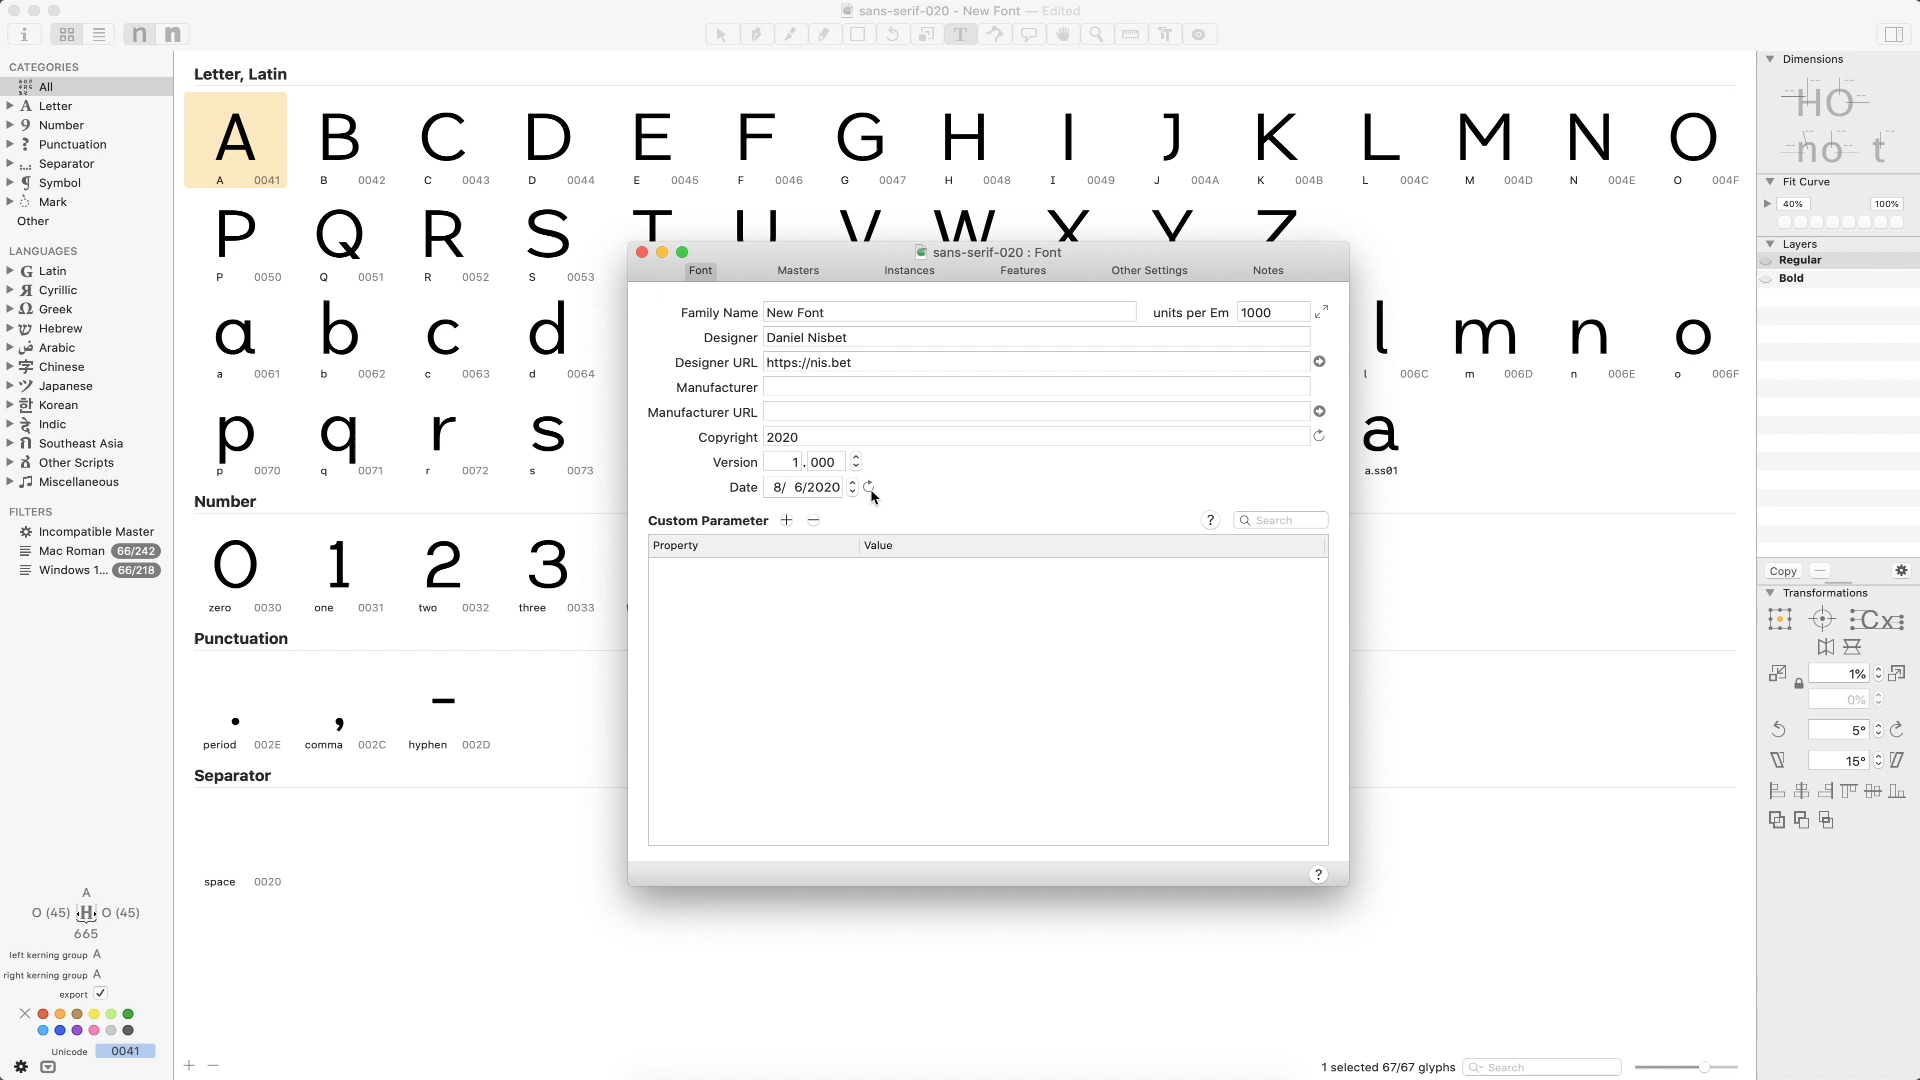 sans-serif-020 - New Font — Edited
CATEGORIES
All
Letter
Number
Punctuation
Separator
Symbol
Mark
Other
LANGUAGES
Latin
Cyrillic
Greek
Hebrew
Arabic
Chinese
Japanese
Korean
Indic
Southeast Asia
Other Scripts
Miscellaneous
FILTERS
Incompatible Master
Mac Roman 66/242
Windows 1... 66/218
A
O (45) H O (45)
665
left kerning group A
right kerning group A
export
Unicode 0041
Letter, Latin
A B C D E F G H I J K L M N O
A 0041 B 0042 C 0043 D 0044 E 0045 F 0046 G 0047 H 0048 I 0049 J 004A K 004B L 004C M 004D N 004E O 004F
P Q R S T U V W X Y Z
P 0050 Q 0051 R 0052 S 0053
a b c d l m n o
a 0061 b 0062 c 0063 d 0064 l 006C m 006D n 006E o 006F
p q r s a
p 0070 q 0071 r 0072 s 0073 a.ss01
Number
0 1 2 3
zero 0030 one 0031 two 0032 three 0033
Punctuation
. , -
period 002E comma 002C hyphen 002D
Separator
space 0020
sans-serif-020 : Font
Font Masters Instances Features Other Settings Notes
Family Name New Font units per Em 1000
Designer Daniel Nisbet
Designer URL https://nis.bet
Manufacturer
Manufacturer URL
Copyright 2020
Version 1.000
Date 8/ 6/2020
Custom Parameter + − ? Search
Property Value
?
1 selected 67/67 glyphs Search
Dimensions
HO
no t
Fit Curve
40% 100%
Layers
Regular
Bold
Copy
Transformations
Cx
1%
0%
5°
15°